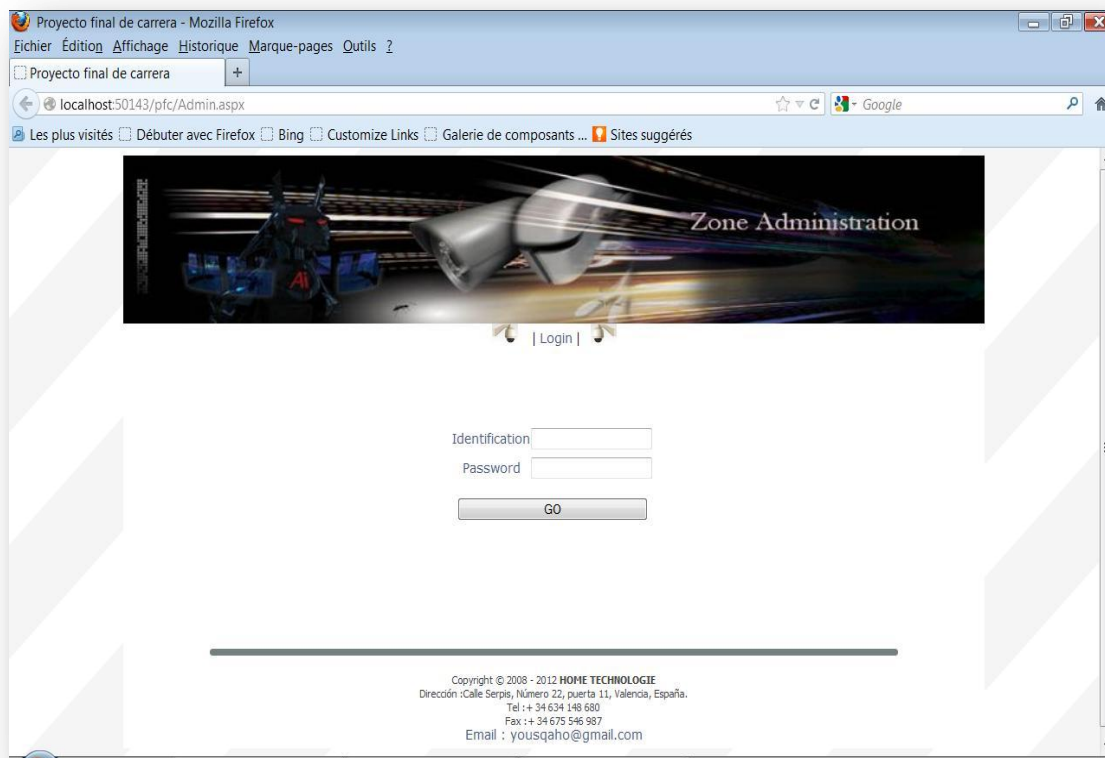 Proyecto final de carrera - Mozilla Firefox
Fichier Édition Affichage Historique Marque-pages Outils ?
Proyecto final de carrera +
localhost:50143/pfc/Admin.aspx Google
Les plus visités Débuter avec Firefox Bing Customize Links Galerie de composants ... Sites suggérés
Zone Administration
Ai
| Login |
Identification
Password
GO
Copyright © 2008 - 2012 HOME TECHNOLOGIE
Dirección :Calle Serpis, Número 22, puerta 11, Valencia, España.
Tel :+ 34 634 148 680
Fax :+ 34 675 546 987
Email : yousqaho@gmail.com